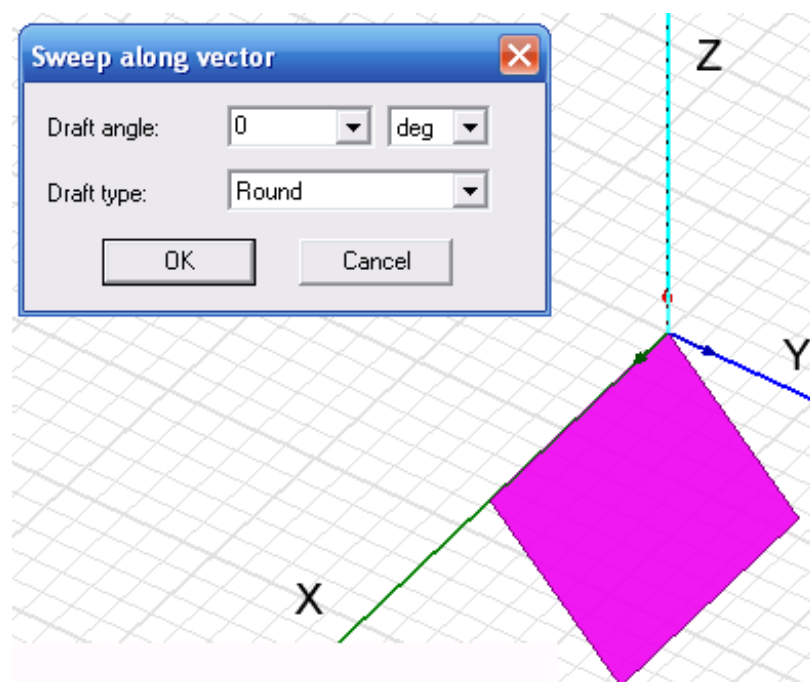 Sweep along vector
Draft angle: 0 deg
Draft type: Round
OK Cancel
Z
Y
X